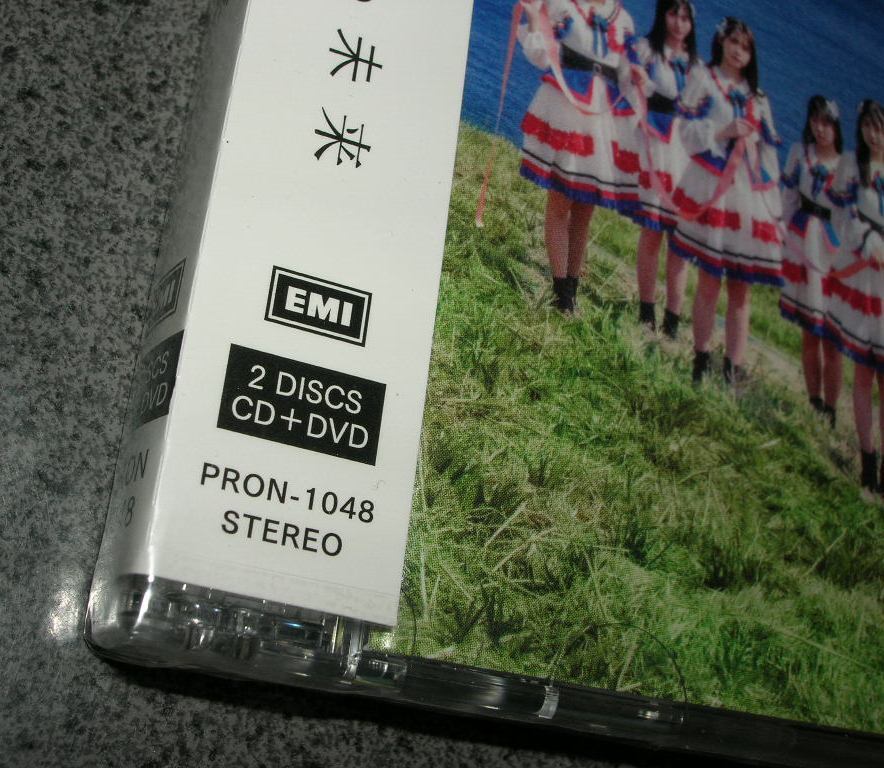 未来
EMI
2 DISCS
CD+DVD
PRON-1048
STEREO